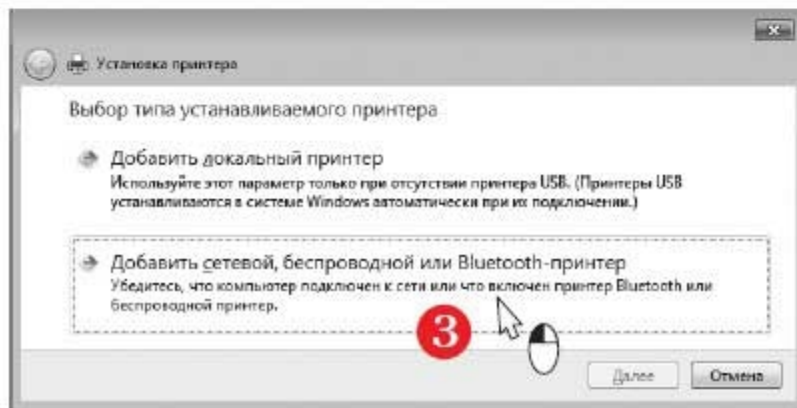 Установка принтера
Выбор типа устанавливаемого принтера
Добавить локальный принтер
Используйте этот параметр только при отсутствии принтера USB. (Принтеры USB
устанавливаются в системе Windows автоматически при их подключении.)
Добавить сетевой, беспроводной или Bluetooth-принтер
Убедитесь, что компьютер подключен к сети или что включен принтер Bluetooth или
беспроводной принтер.
3
Далее Отмена